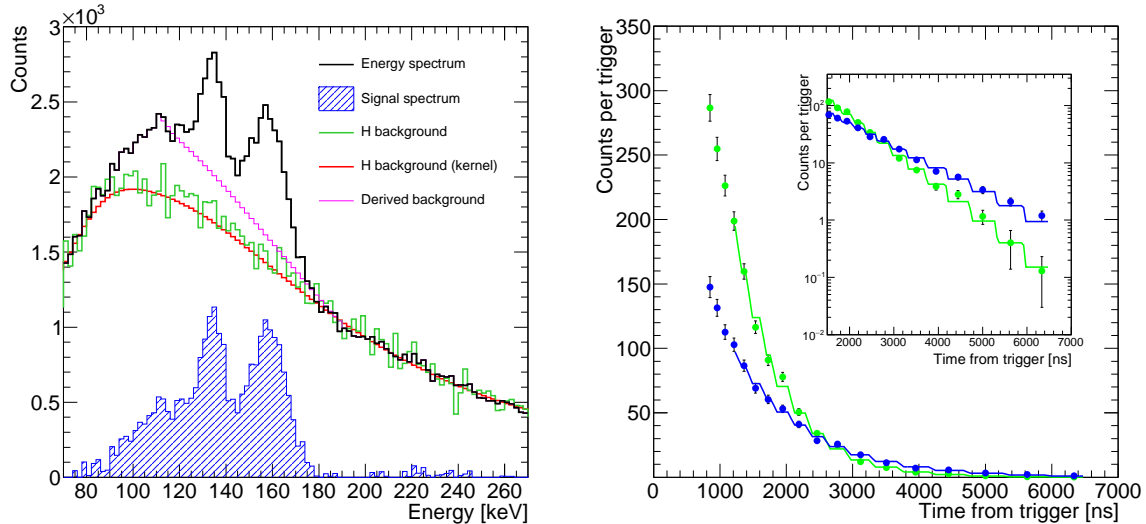 ×10³
3
2.5
2
1.5
1
0.5
0
Counts
Energy spectrum
Signal spectrum
H background
H background (kernel)
Derived background
80 100 120 140 160 180 200 220 240 260
Energy [keV]
350
300
250
200
150
100
50
Counts per trigger
0 1000 2000 3000 4000 5000 6000 7000
Time from trigger [ns]
10²
10
1
10⁻¹
10⁻²
Counts per trigger
2000 3000 4000 5000 6000 7000
Time from trigger [ns]